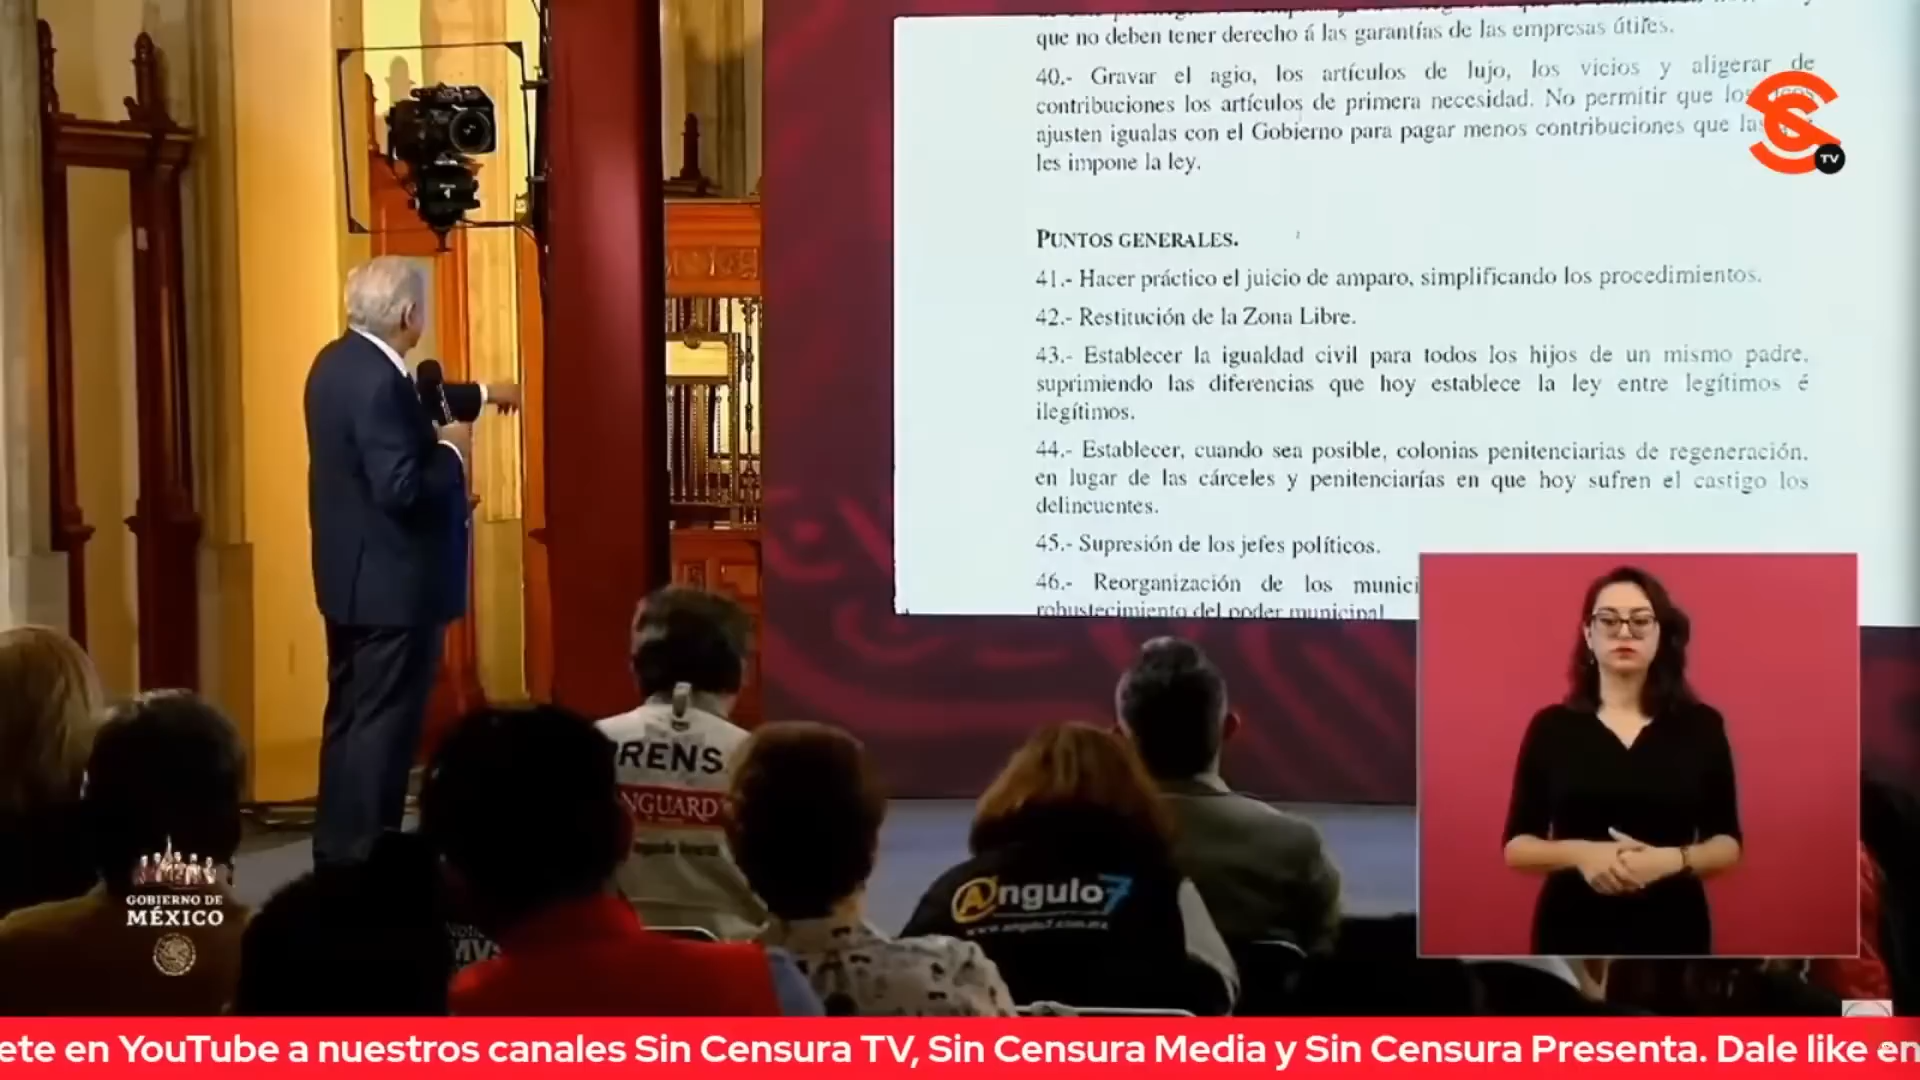 que no deben tener derecho á las garantías de las empresas útiles.
40.- Gravar el agio, los artículos de lujo, los vicios y aligerar de
contribuciones los artículos de primera necesidad. No permitir que los
ajusten igualas con el Gobierno para pagar menos contribuciones que las
les impone la ley.
PUNTOS GENERALES.
41.- Hacer práctico el juicio de amparo, simplificando los procedimientos.
42.- Restitución de la Zona Libre.
43.- Establecer la igualdad civil para todos los hijos de un mismo padre,
suprimiendo las diferencias que hoy establece la ley entre legítimos é
ilegítimos.
44.- Establecer, cuando sea posible, colonias penitenciarias de regeneración,
en lugar de las cárceles y penitenciarías en que hoy sufren el castigo los
delincuentes.
45.- Supresión de los jefes políticos.
46.- Reorganización de los munici
robustecimiento del poder municipal
TV
PRENS
NGUARD
Angulo7
www.angulo7.com.mx
GOBIERNO DE
MÉXICO
ete en YouTube a nuestros canales Sin Censura TV, Sin Censura Media y Sin Censura Presenta. Dale like en